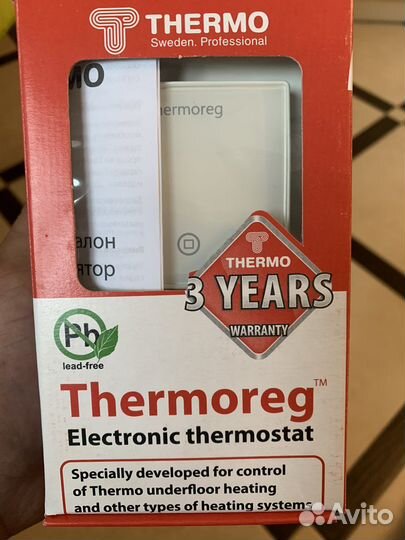 THERMO
Sweden. Professional
hermoreg
алон
ятор
THERMO
3 YEARS
WARRANTY
Pb
lead-free
Thermoreg™
Electronic thermostat
Specially developed for control
of Thermo underfloor heating
and other types of heating systems
Avito